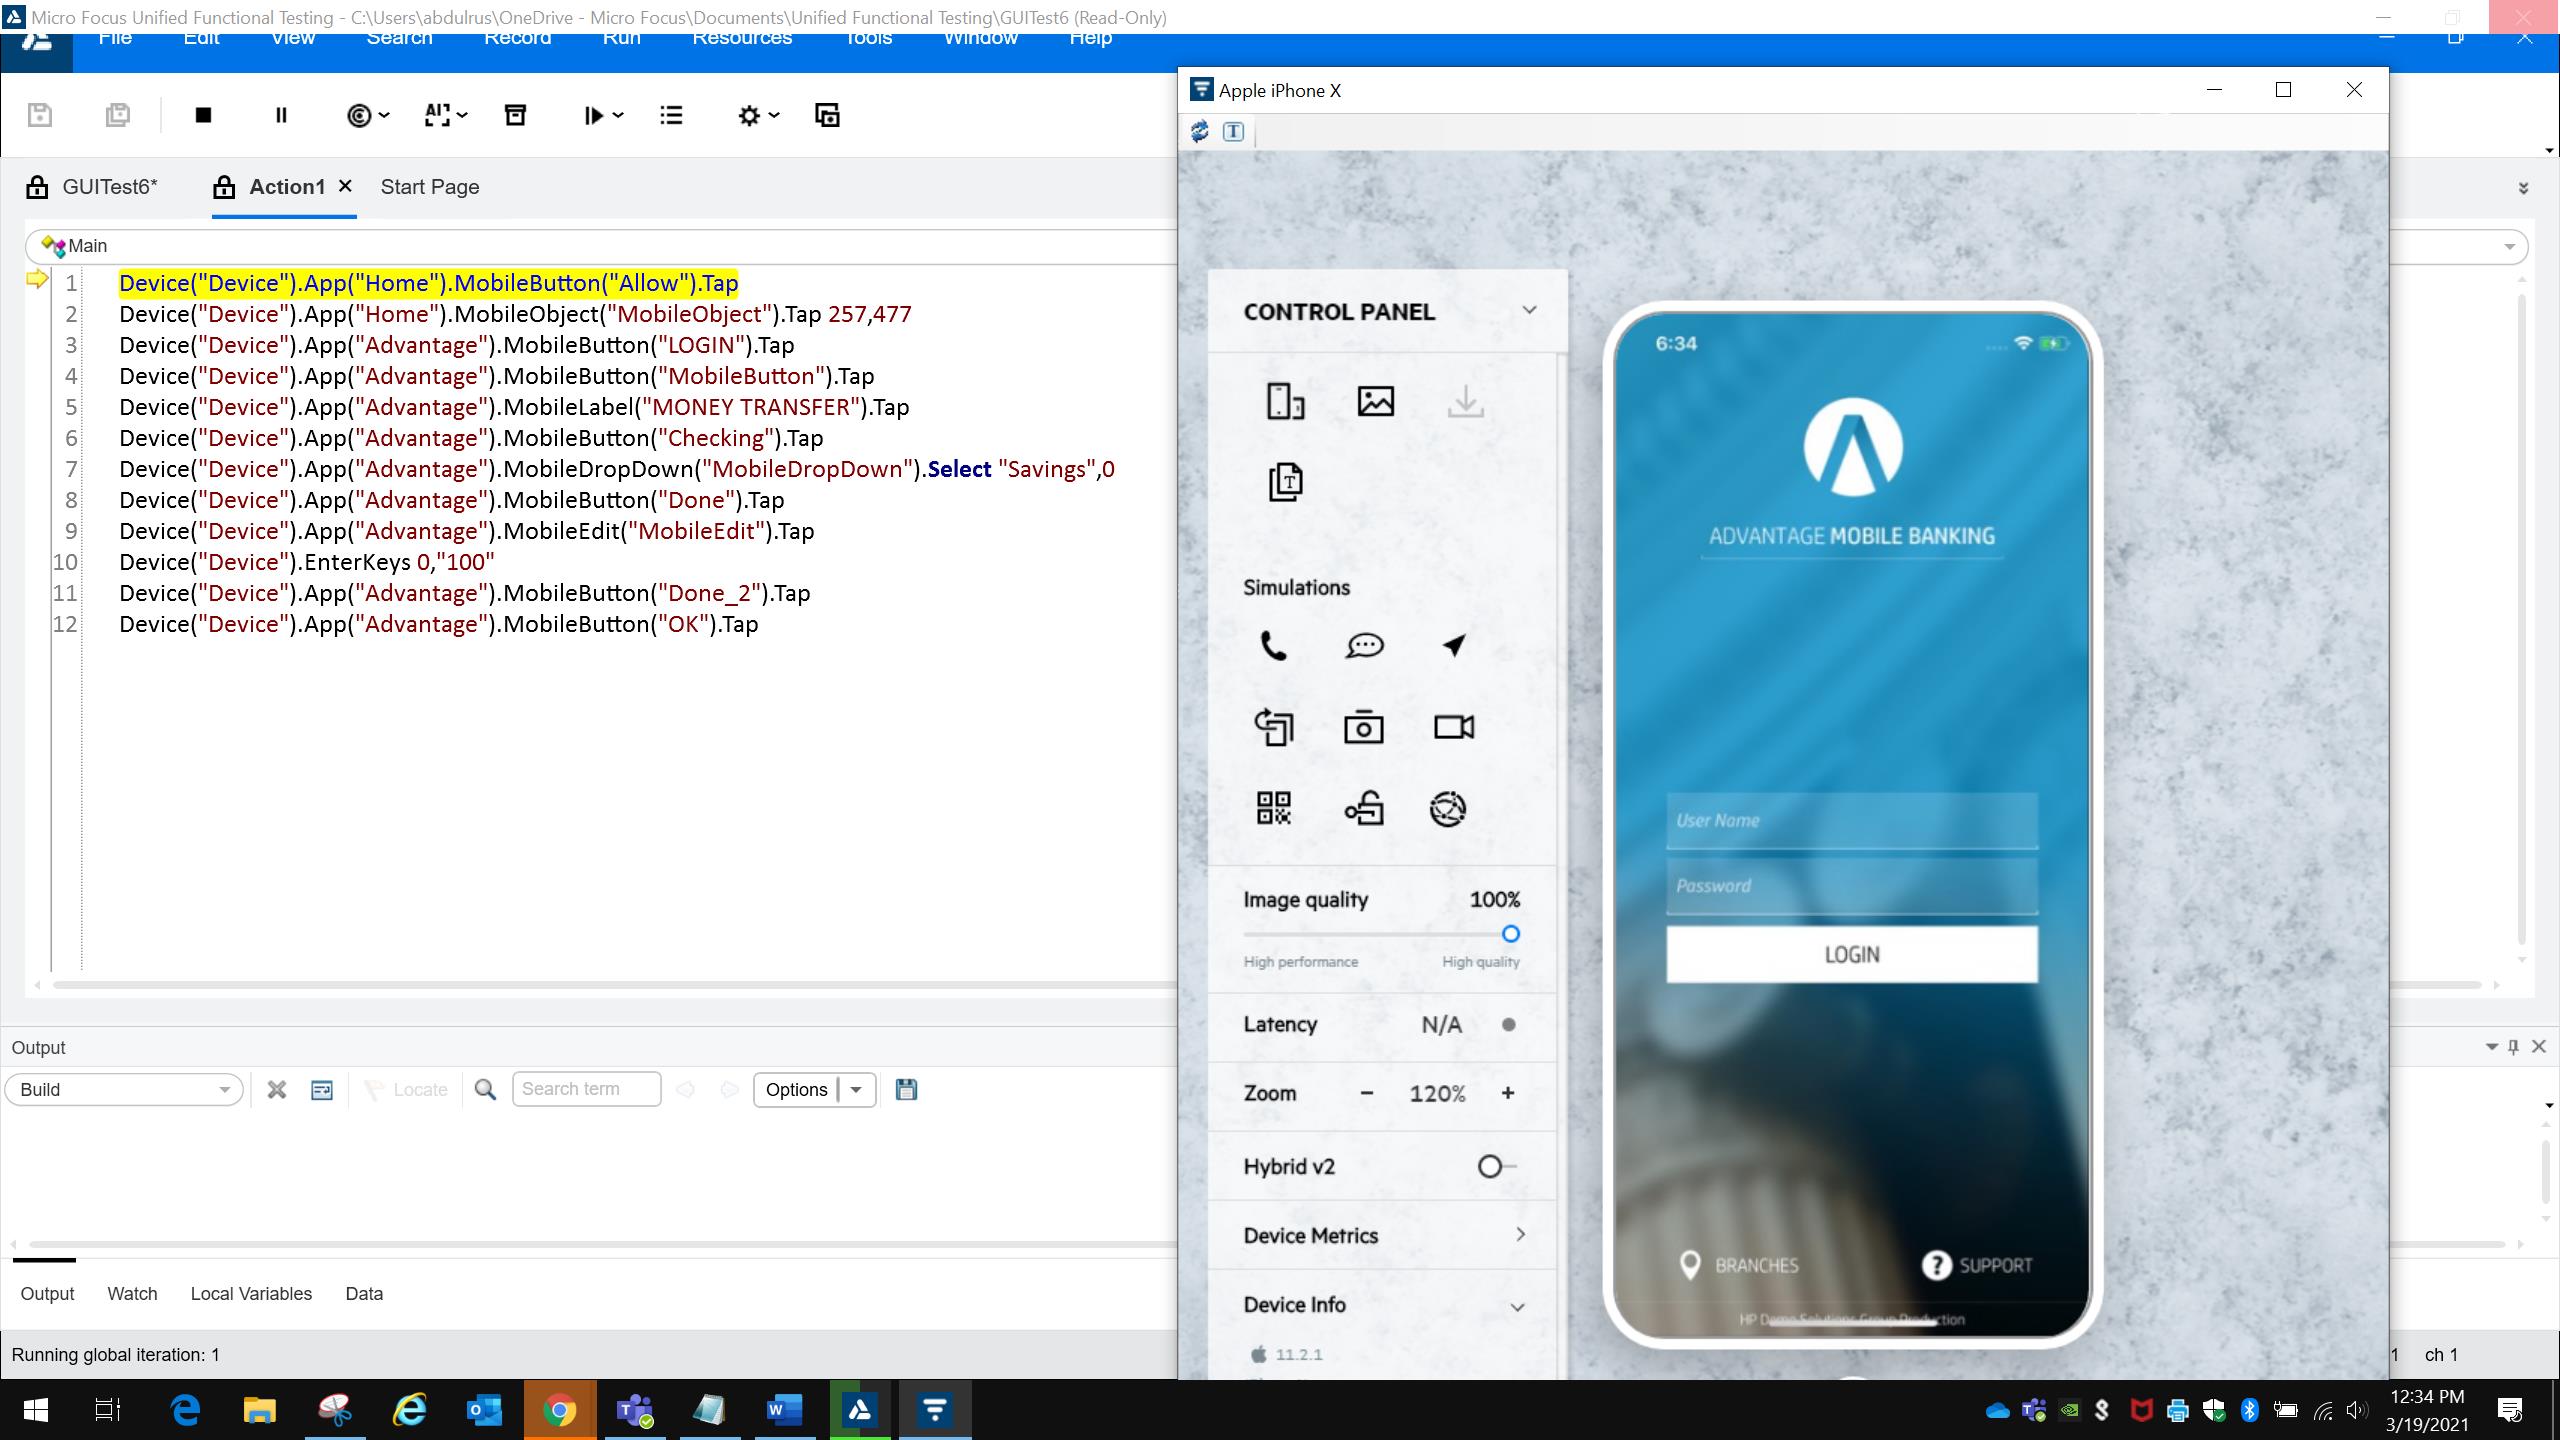 Micro Focus Unified Functional Testing - C:\Users\abdulrus\OneDrive - Micro Focus\Documents\Unified Functional Testing\GUITest6 (Read-Only)
File Edit View Search Record Run Resources Tools Window Help
Apple iPhone X
GUITest6* Action1 Start Page
Main
1 Device("Device").App("Home").MobileButton("Allow").Tap
2 Device("Device").App("Home").MobileObject("MobileObject").Tap 257,477
3 Device("Device").App("Advantage").MobileButton("LOGIN").Tap
4 Device("Device").App("Advantage").MobileButton("MobileButton").Tap
5 Device("Device").App("Advantage").MobileLabel("MONEY TRANSFER").Tap
6 Device("Device").App("Advantage").MobileButton("Checking").Tap
7 Device("Device").App("Advantage").MobileDropDown("MobileDropDown").Select "Savings",0
8 Device("Device").App("Advantage").MobileButton("Done").Tap
9 Device("Device").App("Advantage").MobileEdit("MobileEdit").Tap
10 Device("Device").EnterKeys 0,"100"
11 Device("Device").App("Advantage").MobileButton("Done_2").Tap
12 Device("Device").App("Advantage").MobileButton("OK").Tap
CONTROL PANEL
Simulations
Image quality 100%
High performance High quality
Latency N/A
Zoom - 120% +
Hybrid v2
Device Metrics
Device Info
11.2.1
6:34
ADVANTAGE MOBILE BANKING
User Name
Password
LOGIN
BRANCHES ? SUPPORT
HP Demo Solutions Group Production
Output
Build Locate Search term Options
Output Watch Local Variables Data
Running global iteration: 1
1 ch 1
12:34 PM
3/19/2021